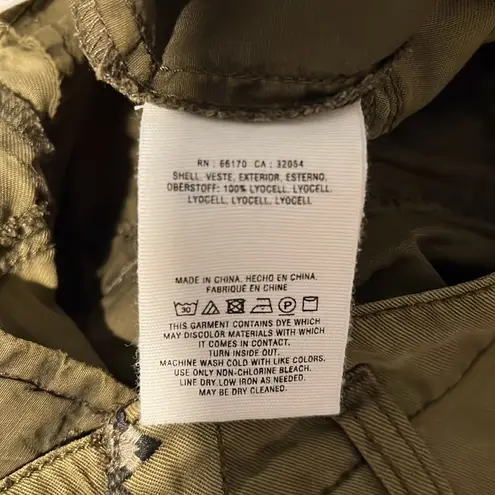 RN : 66170 CA : 32054
SHELL, VESTE, EXTERIOR, ESTERNO,
OBERSTOFF: 100% LYOCELL, LYOCELL,
LYOCELL, LYOCELL, LYOCELL
MADE IN CHINA, HECHO EN CHINA,
FABRIQUÉ EN CHINE
30 P
THIS GARMENT CONTAINS DYE WHICH
MAY DISCOLOR MATERIALS WITH WHICH
IT COMES IN CONTACT.
TURN INSIDE OUT.
MACHINE WASH COLD WITH LIKE COLORS.
USE ONLY NON-CHLORINE BLEACH.
LINE DRY.LOW IRON AS NEEDED.
MAY BE DRY CLEANED.